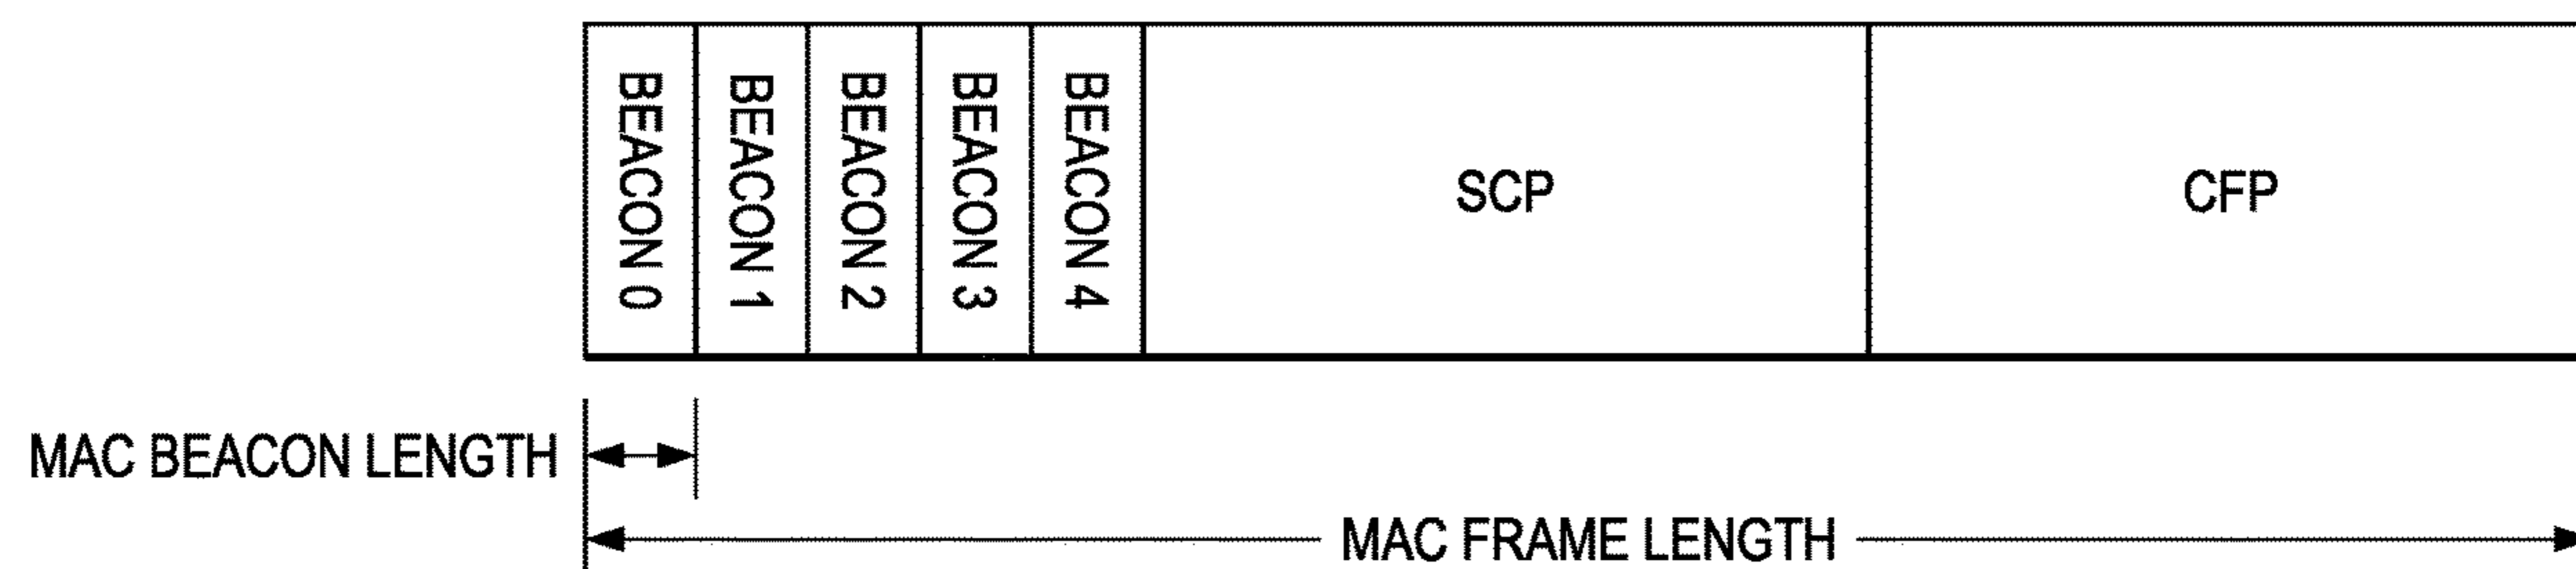 BEACON 0
BEACON 1
BEACON 2
BEACON 3
BEACON 4
SCP
CFP
MAC BEACON LENGTH
MAC FRAME LENGTH